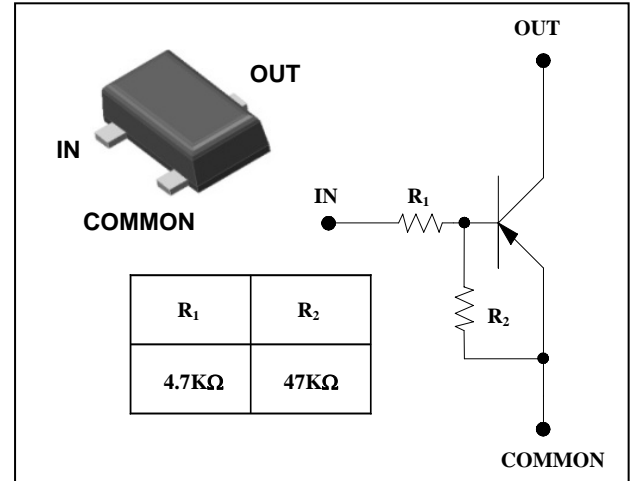 OUT
OUT
IN
IN
R₁
COMMON
R₂
R₁ R₂
4.7KΩ 47KΩ
COMMON